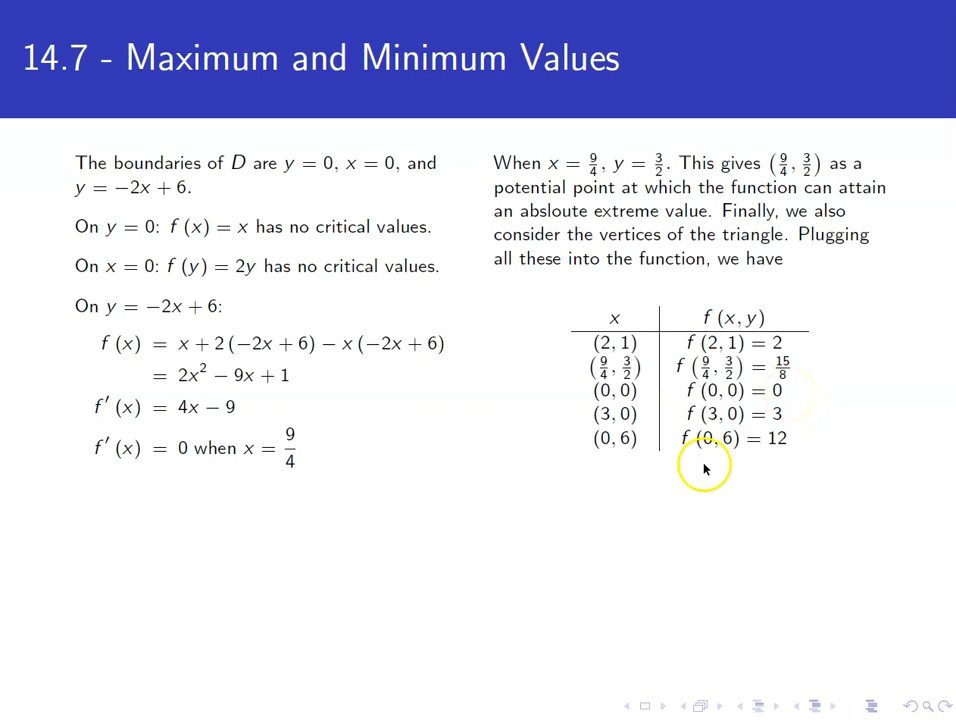 14.7 - Maximum and Minimum Values
The boundaries of D are y = 0, x = 0, and
y = −2x + 6.
On y = 0: f (x) = x has no critical values.
On x = 0: f (y) = 2y has no critical values.
On y = −2x + 6:
f (x) = x + 2 (−2x + 6) − x (−2x + 6)
= 2x² − 9x + 1
f′ (x) = 4x − 9
f′ (x) = 0 when x = 9/4
When x = 9/4, y = 3/2. This gives (9/4, 3/2) as a
potential point at which the function can attain
an absloute extreme value. Finally, we also
consider the vertices of the triangle. Plugging
all these into the function, we have
x f (x, y)
(2, 1) f (2, 1) = 2
(9/4, 3/2) f (9/4, 3/2) = 15/8
(0, 0) f (0, 0) = 0
(3, 0) f (3, 0) = 3
(0, 6) f (0, 6) = 12